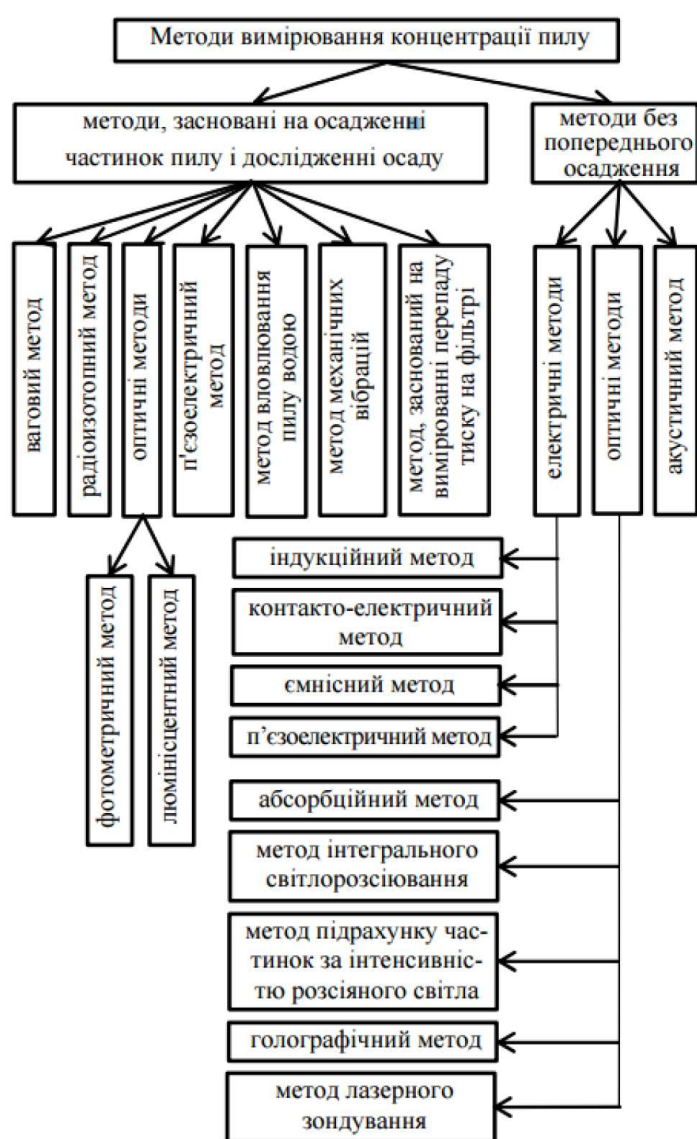 Методи вимірювання концентрації пилу
методи, засновані на осадженні
частинок пилу і дослідженні осаду
методи без
попереднього
осадження
ваговий метод
радіоизотопний метод
оптичні методи
п'єзоелектричний
метод
метод вловлювання
пилу водою
метод механічних
вібрацій
метод, заснований на
вимірюванні перепаду
тиску на фільтрі
електричні методи
оптичні методи
акустичний метод
фотометричний метод
люмінісцентний метод
індукційний метод
контакто-електричний
метод
ємнісний метод
п’єзоелектричний метод
абсорбційний метод
метод інтегрального
світлорозсіювання
метод підрахунку час-
тинок за інтенсивніс-
тю розсіяного світла
голографічний метод
метод лазерного
зондування